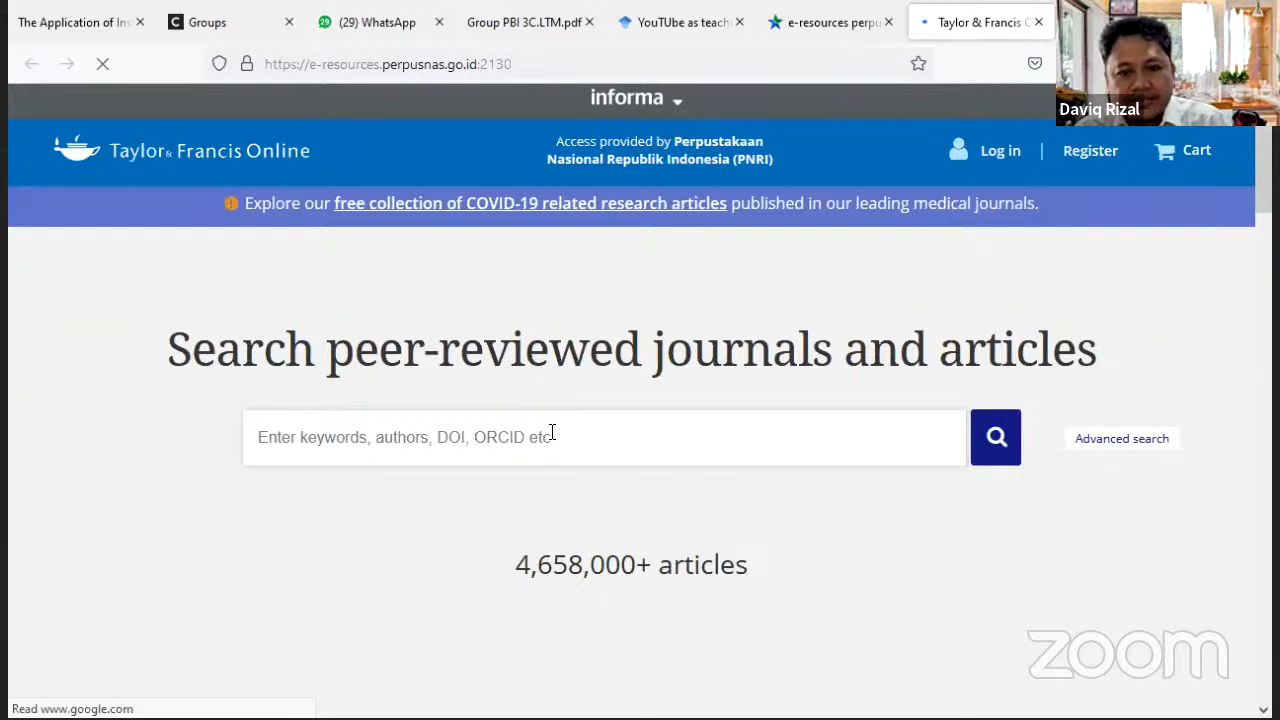 The Application of Ins
Groups
(29) WhatsApp
Group PBI 3C.LTM.pdf
YouTUbe as teachi
e-resources perpu
Taylor & Francis O
https://e-resources.perpusnas.go.id:2130
Daviq Rizal
informa
Taylor & Francis Online
Access provided by Perpustakaan
Nasional Republik Indonesia (PNRI)
Log in
Register
Cart
Explore our free collection of COVID-19 related research articles published in our leading medical journals.
Search peer-reviewed journals and articles
Enter keywords, authors, DOI, ORCID etc
Advanced search
4,658,000+ articles
zoom
Read www.google.com